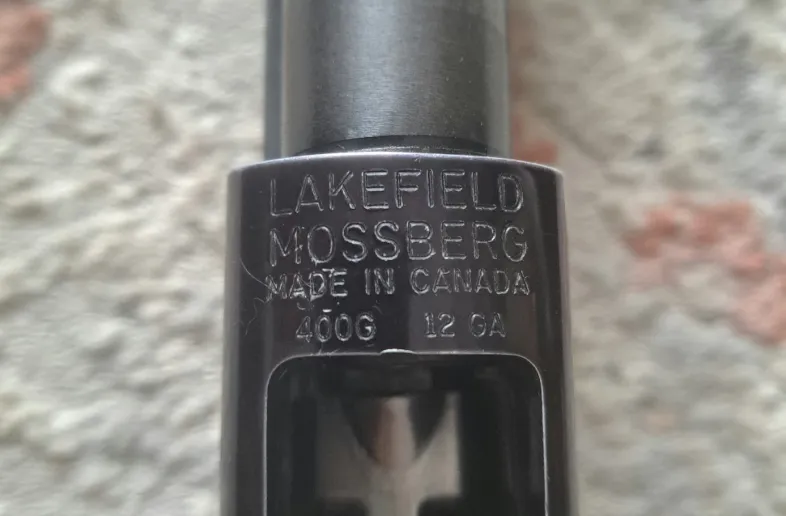 LAKEFIELD
MOSSBERG
MADE IN CANADA
400G 12 GA